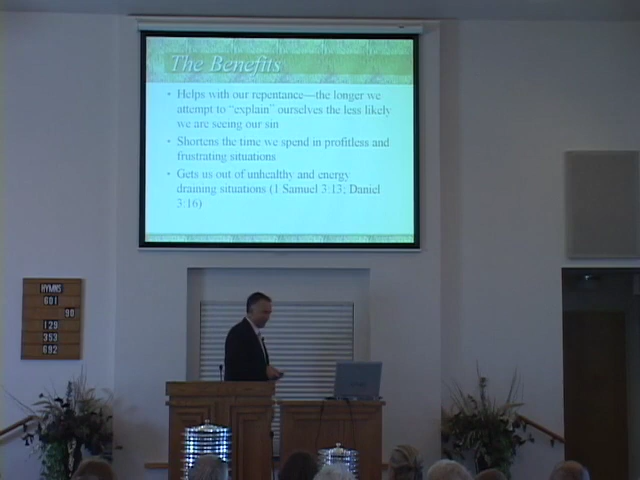 The Benefits
• Helps with our repentance—the longer we
attempt to “explain” ourselves the less likely
we are seeing our sin
• Shortens the time we spend in profitless and
frustrating situations
• Gets us out of unhealthy and energy
draining situations (1 Samuel 3:13; Daniel
3:16)
HYMNS
601
90
129
353
692